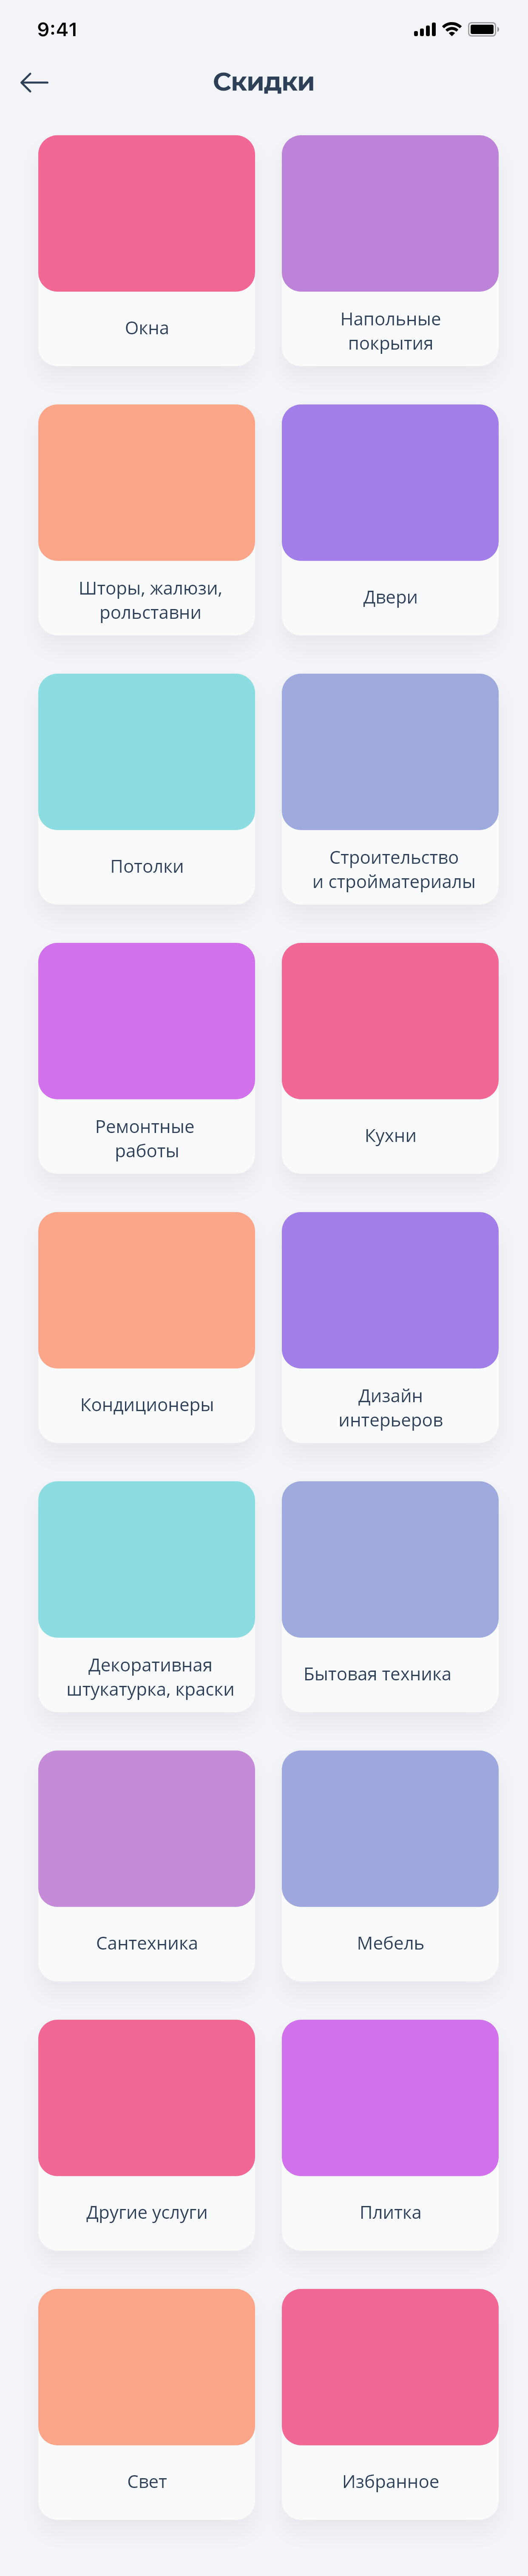 9:41
Скидки
Окна
Напольные
покрытия
Шторы, жалюзи,
рольставни
Двери
Потолки
Строительство
и стройматериалы
Ремонтные
работы
Кухни
Кондиционеры
Дизайн
интерьеров
Декоративная
штукатурка, краски
Бытовая техника
Сантехника
Мебель
Другие услуги
Плитка
Свет
Избранное